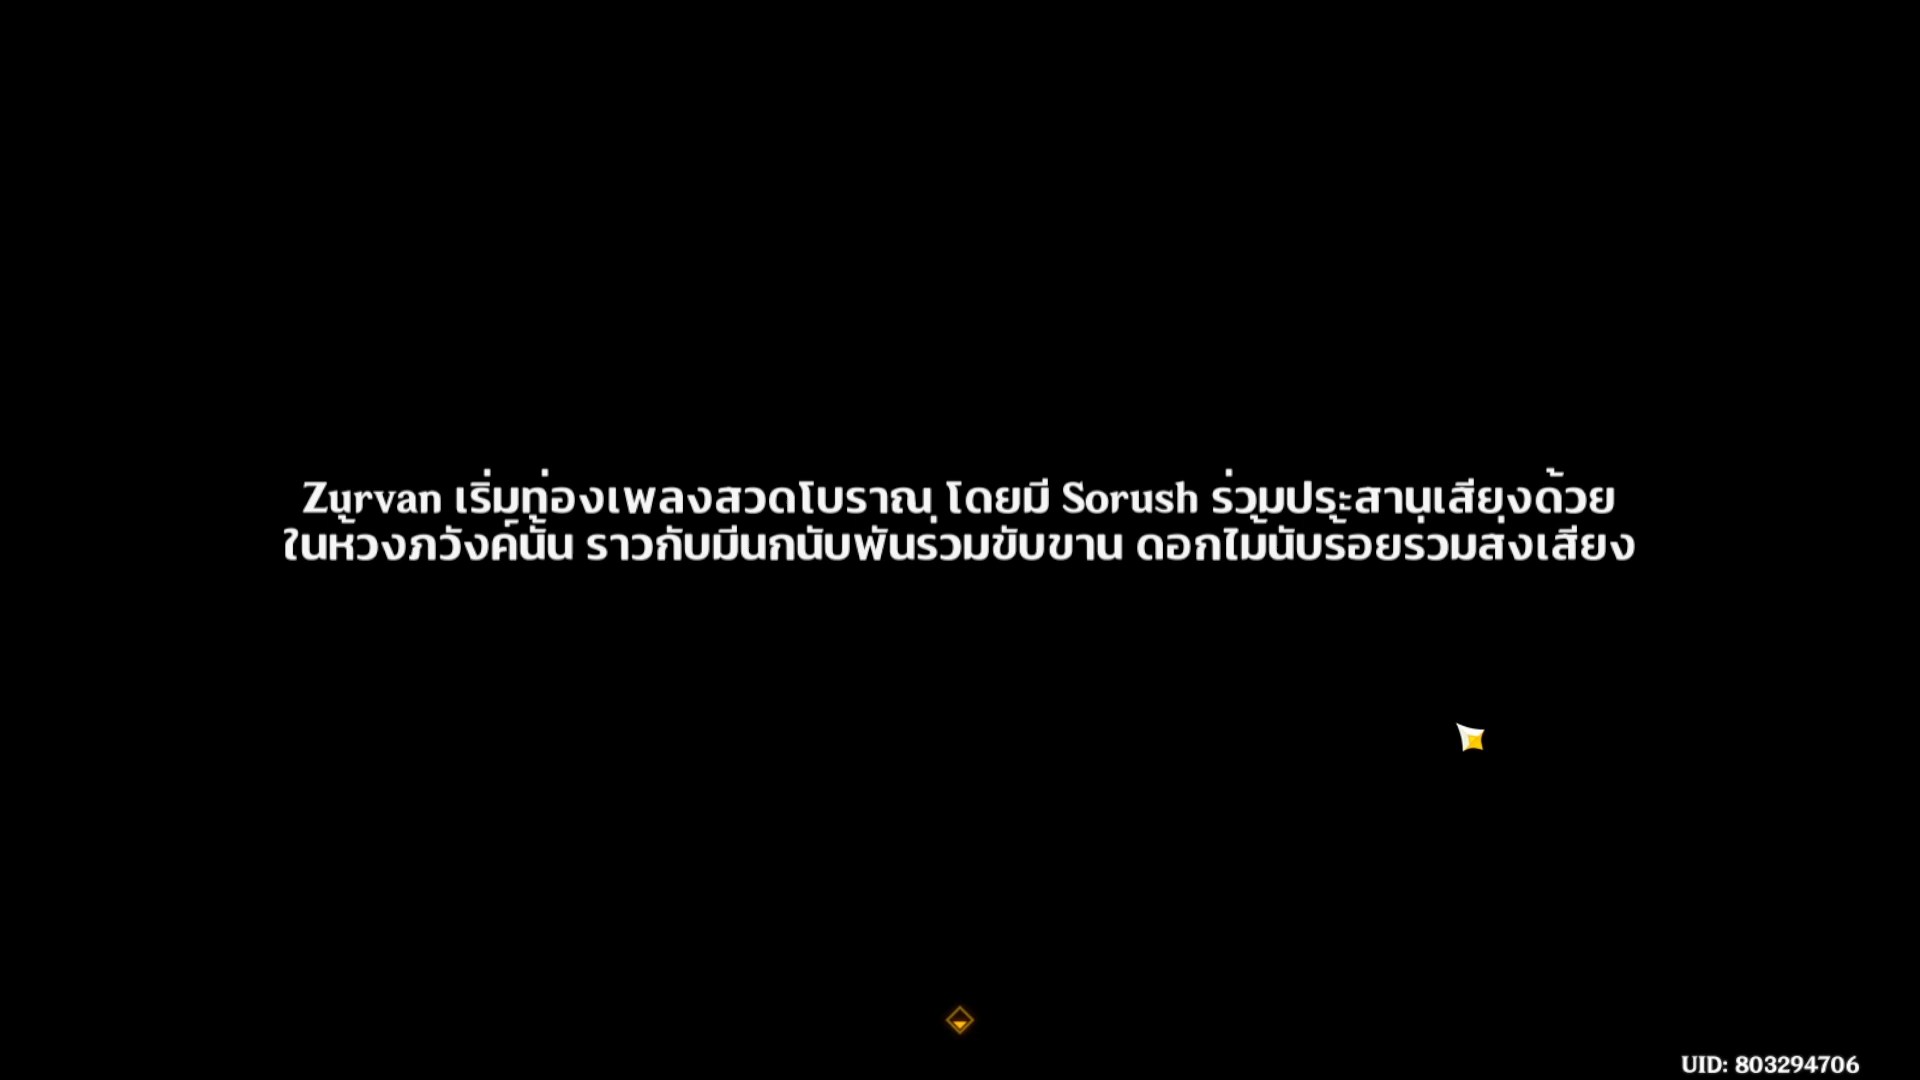 Zurvan เริ่มท่องเพลงสวดโบราณ โดยมี Sorush ร่วมประสานเสียงด้วย
ในห้วงภวังค์นั้น ราวกับมีนกนับพันร่วมขับขาน ดอกไม้นับร้อยร่วมส่งเสียง
UID: 803294706